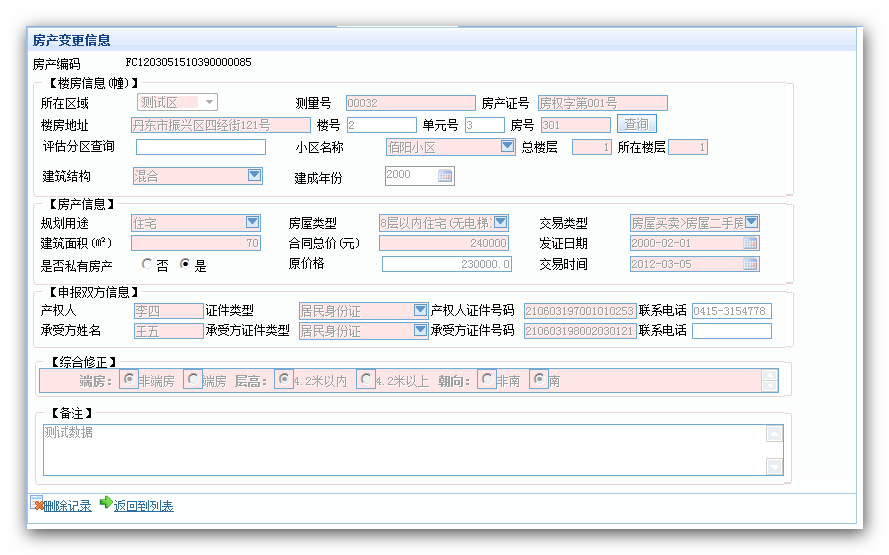 房产变更信息
房产编码 FC1203051510390000085
【楼房信息(幢)】
所在区域 测试区 测量号 00032 房产证号 房权字第001号
楼房地址 丹东市振兴区四经街121号 楼号 2 单元号 3 房号 301 查询
评估分区查询 小区名称 佰阳小区 总楼层 1 所在楼层 1
建筑结构 混合 建成年份 2000
【房产信息】
规划用途 住宅 房屋类型 8层以内住宅(无电梯) 交易类型 房屋买卖>房屋二手房
建筑面积(㎡) 70 合同总价(元) 240000 发证日期 2000-02-01
是否私有房产 否 是 原价格 230000.0 交易时间 2012-03-05
【申报双方信息】
产权人 李四 证件类型 居民身份证 产权人证件号码 210603197001010253 联系电话 0415-3154778
承受方姓名 王五 承受方证件类型 居民身份证 承受方证件号码 210603198002030121 联系电话
【综合修正】
端房: 非端房 端房 层高: 4.2米以内 4.2米以上 朝向: 非南 南
【备注】
测试数据
删除记录 返回到列表